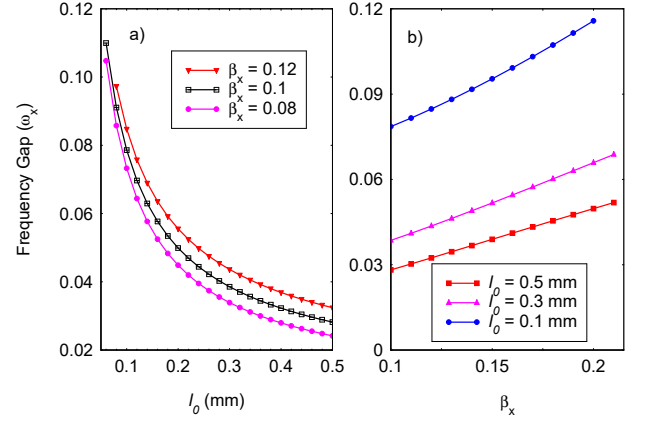 a)
β_x = 0.12
β_x = 0.1
β_x = 0.08
Frequency Gap (ω_x)
0.12
0.10
0.08
0.06
0.04
0.02
0.1 0.2 0.3 0.4 0.5
l_0 (mm)
b)
0.12
0.09
0.06
0.03
0
l_0 = 0.5 mm
l_0 = 0.3 mm
l_0 = 0.1 mm
0.1 0.15 0.2
β_x